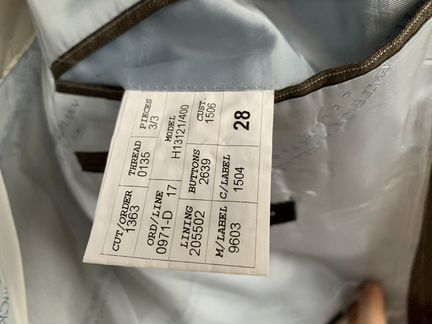 CUT/ORDER THREAD PIECES
1363 0135 3/3
ORD/LINE MODEL
0971-D 17 H13121/400
LINING BUTTONS CUST.
205502 2639 1506
M/LABEL C/LABEL 28
9603 1504